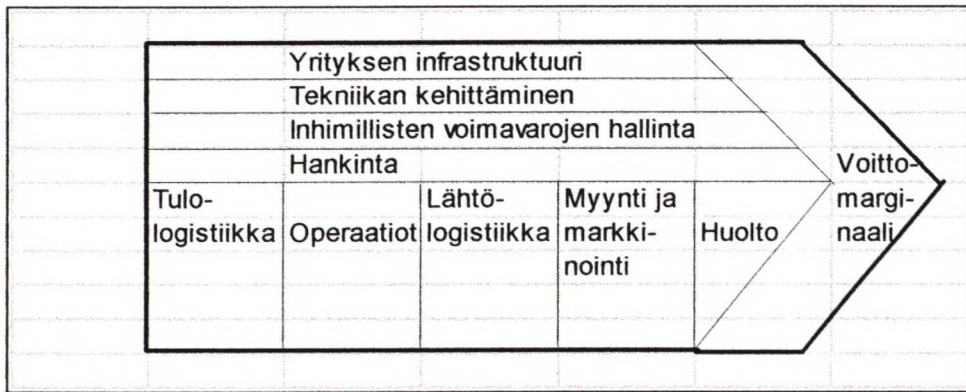 Yrityksen infrastruktuuri
Tekniikan kehittäminen
Inhimillisten voimavarojen hallinta
Hankinta
Tulo-
logistiikka
Operaatiot
Lähtö-
logistiikka
Myynti ja
markki-
nointi
Huolto
Voitto-
margi-
naali